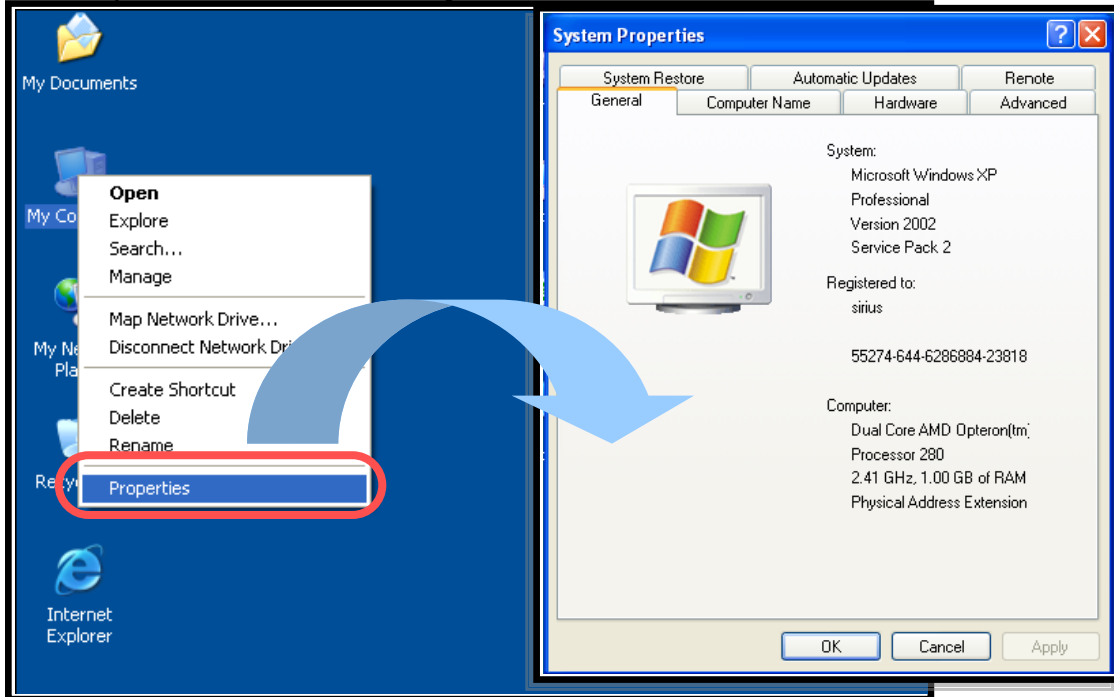 My Documents
My Co
My Ne
Pla
Recy
Internet
Explorer
Open
Explore
Search...
Manage
Map Network Drive...
Disconnect Network Dri
Create Shortcut
Delete
Rename
Properties
System Properties
System Restore
Automatic Updates
Remote
General
Computer Name
Hardware
Advanced
System:
Microsoft Windows XP
Professional
Version 2002
Service Pack 2
Registered to:
sirius
55274-644-6286884-23818
Computer:
Dual Core AMD Opteron(tm)
Processor 280
2.41 GHz, 1.00 GB of RAM
Physical Address Extension
OK
Cancel
Apply